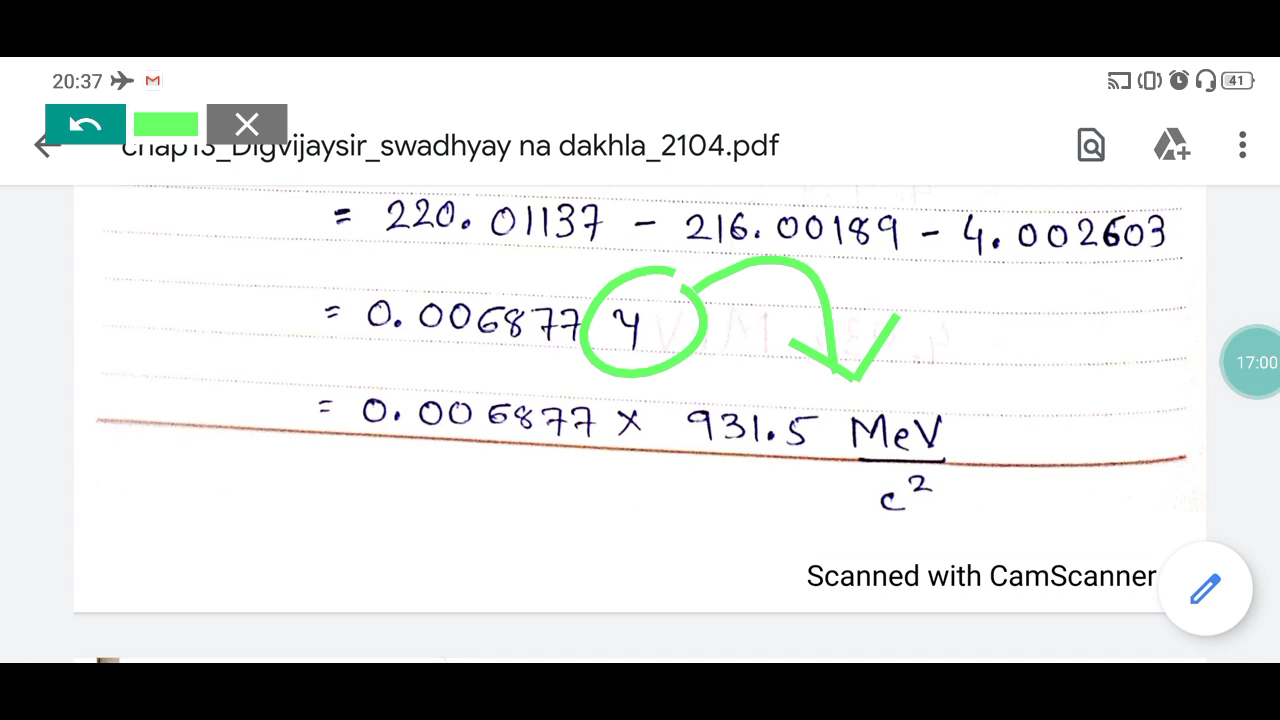 20:37
41
chap13_Digvijaysir_swadhyay na dakhla_2104.pdf
= 220.01137 - 216.00189 - 4.002603
= 0.006877 u
17:00
= 0.006877 × 931.5 MeV
c²
Scanned with CamScanner